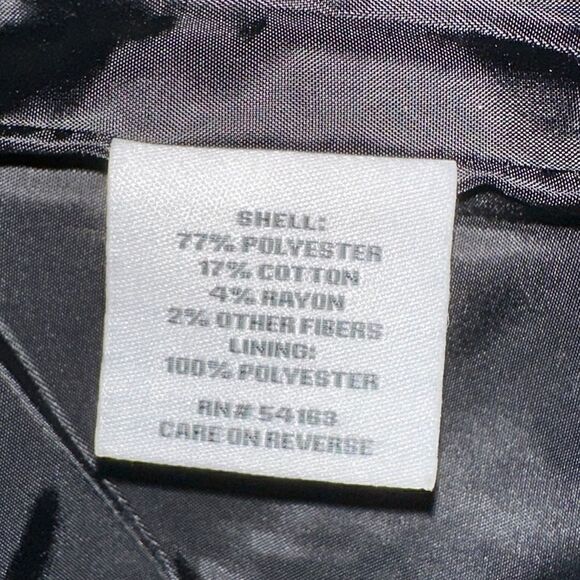 SHELL:
77% POLYESTER
17% COTTON
4% RAYON
2% OTHER FIBERS
LINING:
100% POLYESTER
RN# 54163
CARE ON REVERSE